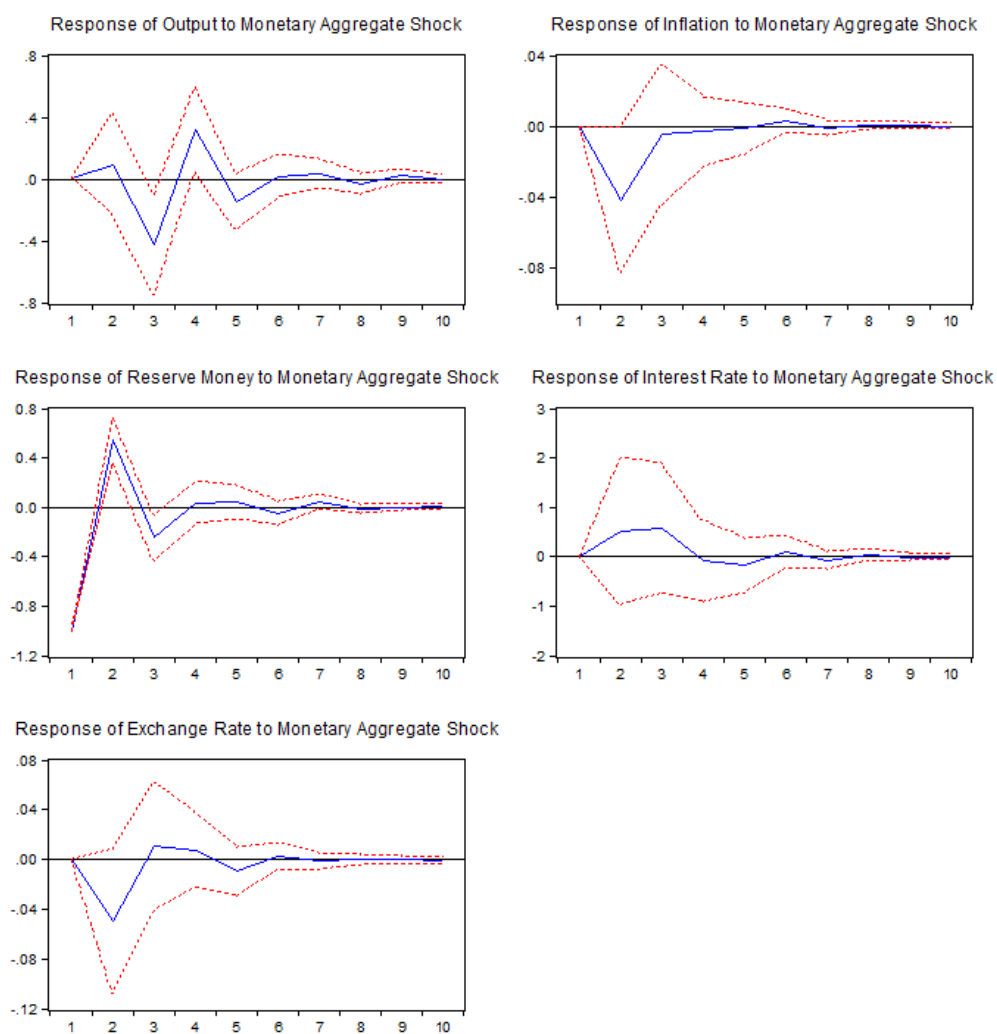 Response of Output to Monetary Aggregate Shock
.8
.4
.0
-.4
-.8
1 2 3 4 5 6 7 8 9 10
Response of Inflation to Monetary Aggregate Shock
.04
.00
-.04
-.08
1 2 3 4 5 6 7 8 9 10
Response of Reserve Money to Monetary Aggregate Shock
0.8
0.4
0.0
-0.4
-0.8
-1.2
1 2 3 4 5 6 7 8 9 10
Response of Interest Rate to Monetary Aggregate Shock
3
2
1
0
-1
-2
1 2 3 4 5 6 7 8 9 10
Response of Exchange Rate to Monetary Aggregate Shock
.08
.04
.00
-.04
-.08
-.12
1 2 3 4 5 6 7 8 9 10